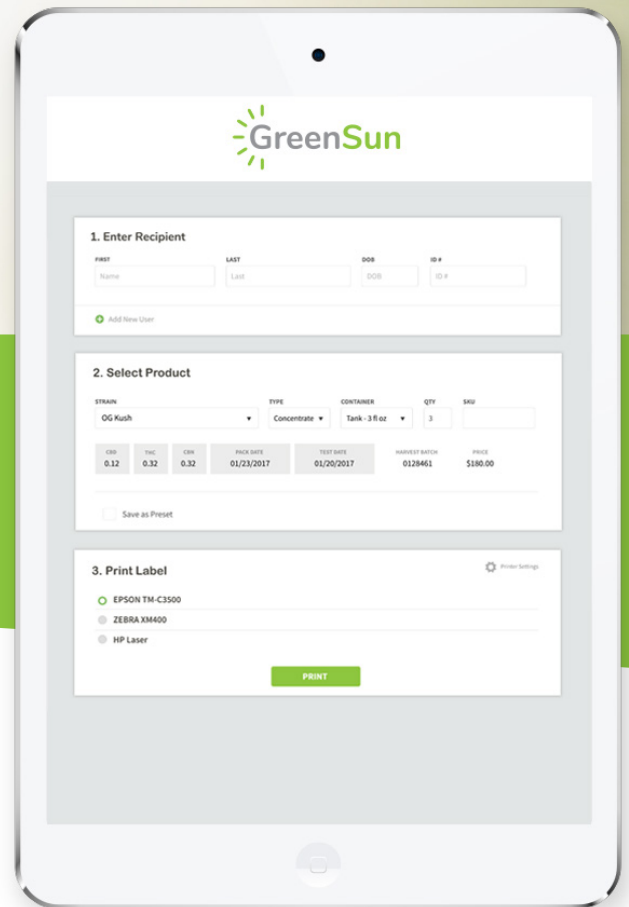 GreenSun
1. Enter Recipient
FIRST LAST DOB ID #
Name Last DOB ID #
Add New User
2. Select Product
STRAIN TYPE CONTAINER QTY SKU
OG Kush Concentrate Tank - 3 fl oz 3
CBD THC CBN PACK DATE TEST DATE HARVEST BATCH PRICE
0.12 0.32 0.32 01/23/2017 01/20/2017 0128461 $180.00
Save as Preset
3. Print Label Printer Settings
EPSON TM-C3500
ZEBRA XM400
HP Laser
PRINT